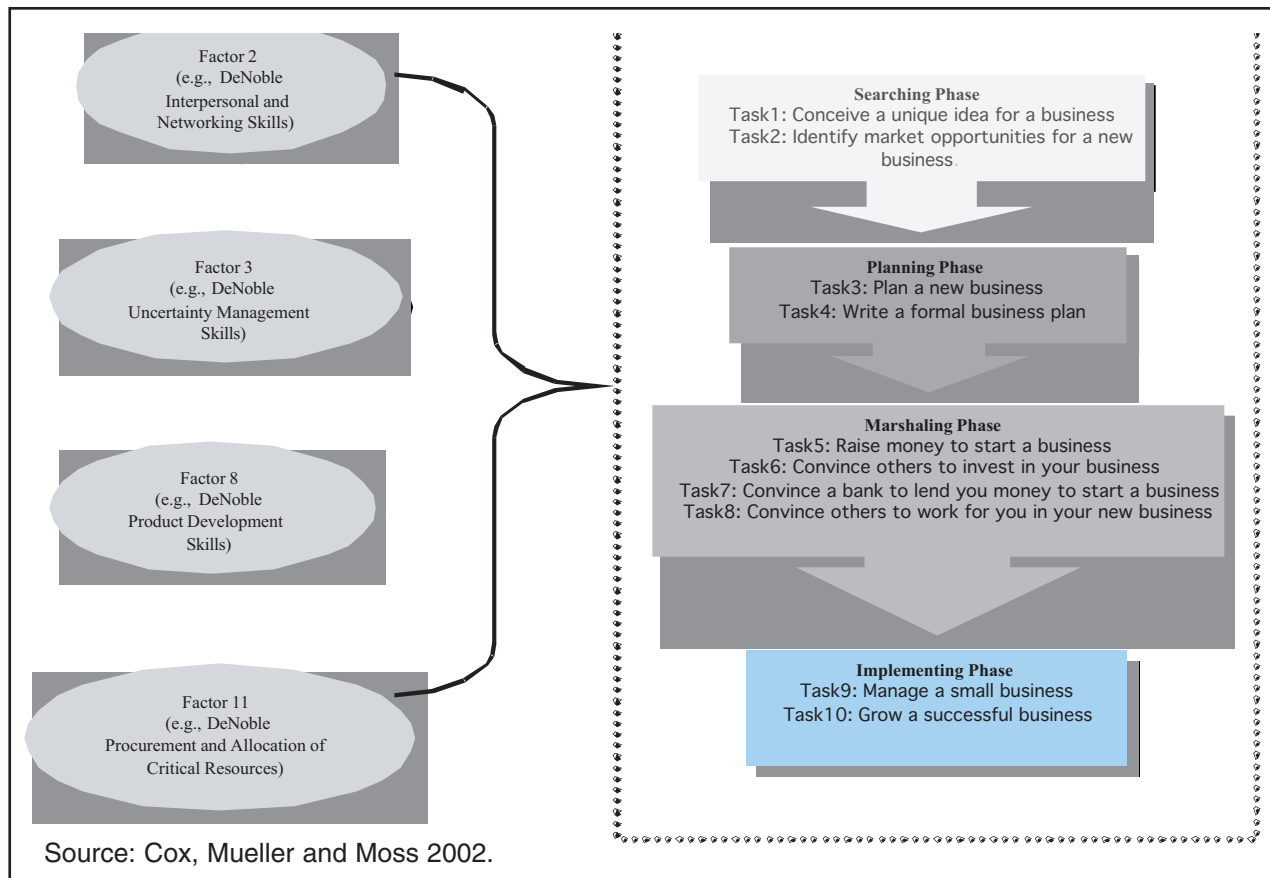 Factor 2
(e.g., DeNoble
Interpersonal and
Networking Skills)
Factor 3
(e.g., DeNoble
Uncertainty Management
Skills)
Factor 8
(e.g., DeNoble
Product Development
Skills)
Factor 11
(e.g., DeNoble
Procurement and Allocation of
Critical Resources)
Searching Phase
Task1: Conceive a unique idea for a business
Task2: Identify market opportunities for a new
business.
Planning Phase
Task3: Plan a new business
Task4: Write a formal business plan
Marshaling Phase
Task5: Raise money to start a business
Task6: Convince others to invest in your business
Task7: Convince a bank to lend you money to start a business
Task8: Convince others to work for you in your new business
Implementing Phase
Task9: Manage a small business
Task10: Grow a successful business
Source: Cox, Mueller and Moss 2002.